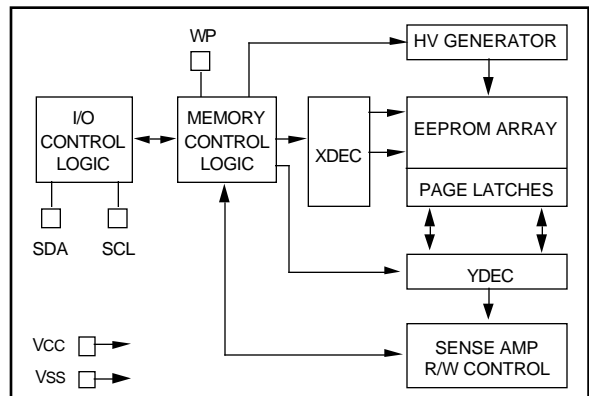 WP
HV GENERATOR
I/O
CONTROL
LOGIC
MEMORY
CONTROL
LOGIC
XDEC
EEPROM ARRAY
PAGE LATCHES
SDA
SCL
YDEC
VCC
VSS
SENSE AMP
R/W CONTROL